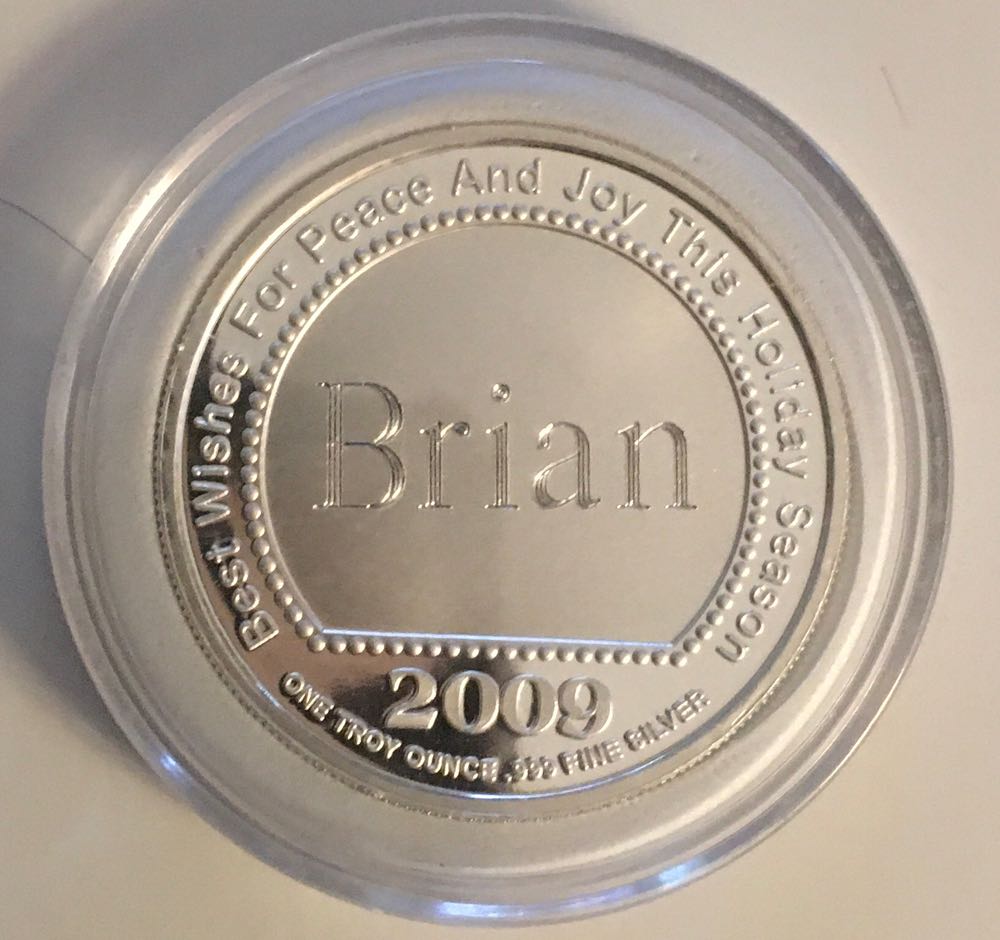 Best Wishes For Peace And Joy This Holiday Season
Brian
2009
ONE TROY OUNCE .999 FINE SILVER